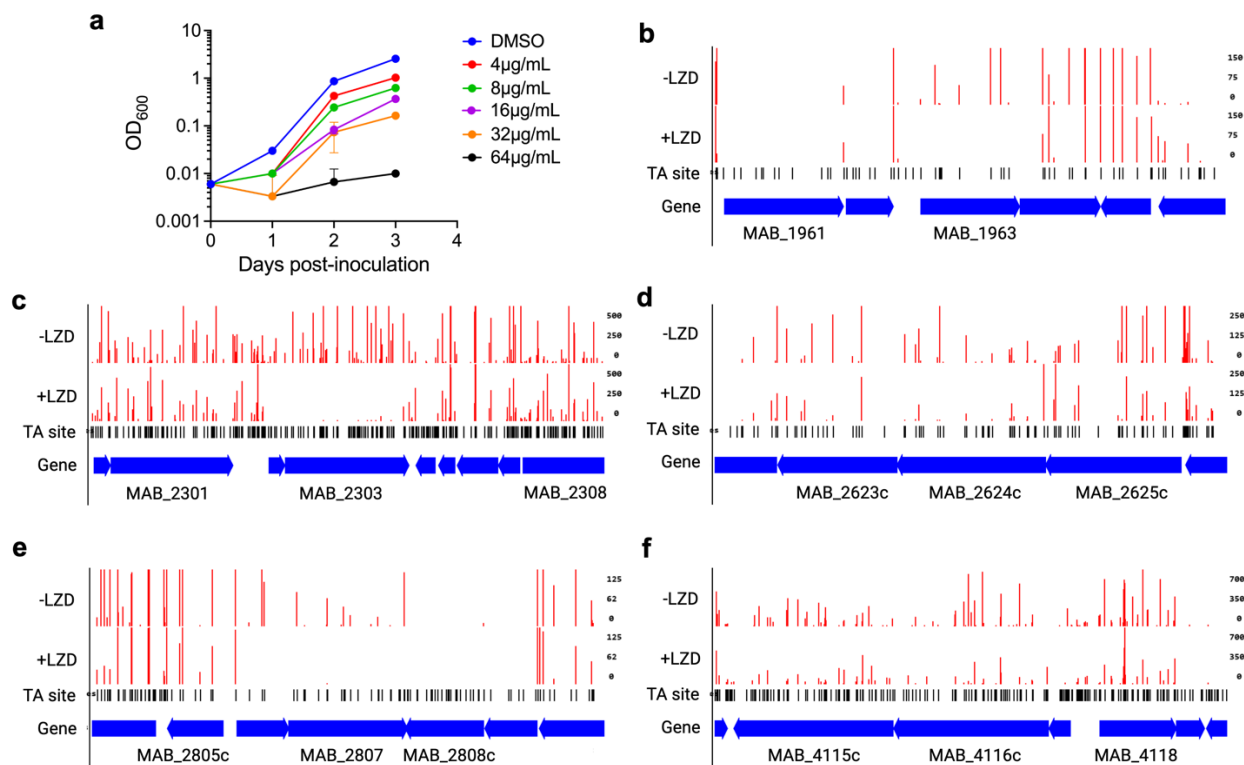 a
OD600
10
1
0.1
0.01
0.001
0
1
2
3
4
Days post-inoculation
DMSO
4µg/mL
8µg/mL
16µg/mL
32µg/mL
64µg/mL
b
-LZD
150
75
0
+LZD
150
75
0
TA site
Gene
MAB_1961
MAB_1963
c
-LZD
500
250
0
+LZD
500
250
0
TA site
Gene
MAB_2301
MAB_2303
MAB_2308
d
-LZD
250
125
0
+LZD
250
125
0
TA site
Gene
MAB_2623c
MAB_2624c
MAB_2625c
e
-LZD
125
62
0
+LZD
125
62
0
TA site
Gene
MAB_2805c
MAB_2807
MAB_2808c
f
-LZD
700
350
0
+LZD
700
350
0
TA site
Gene
MAB_4115c
MAB_4116c
MAB_4118